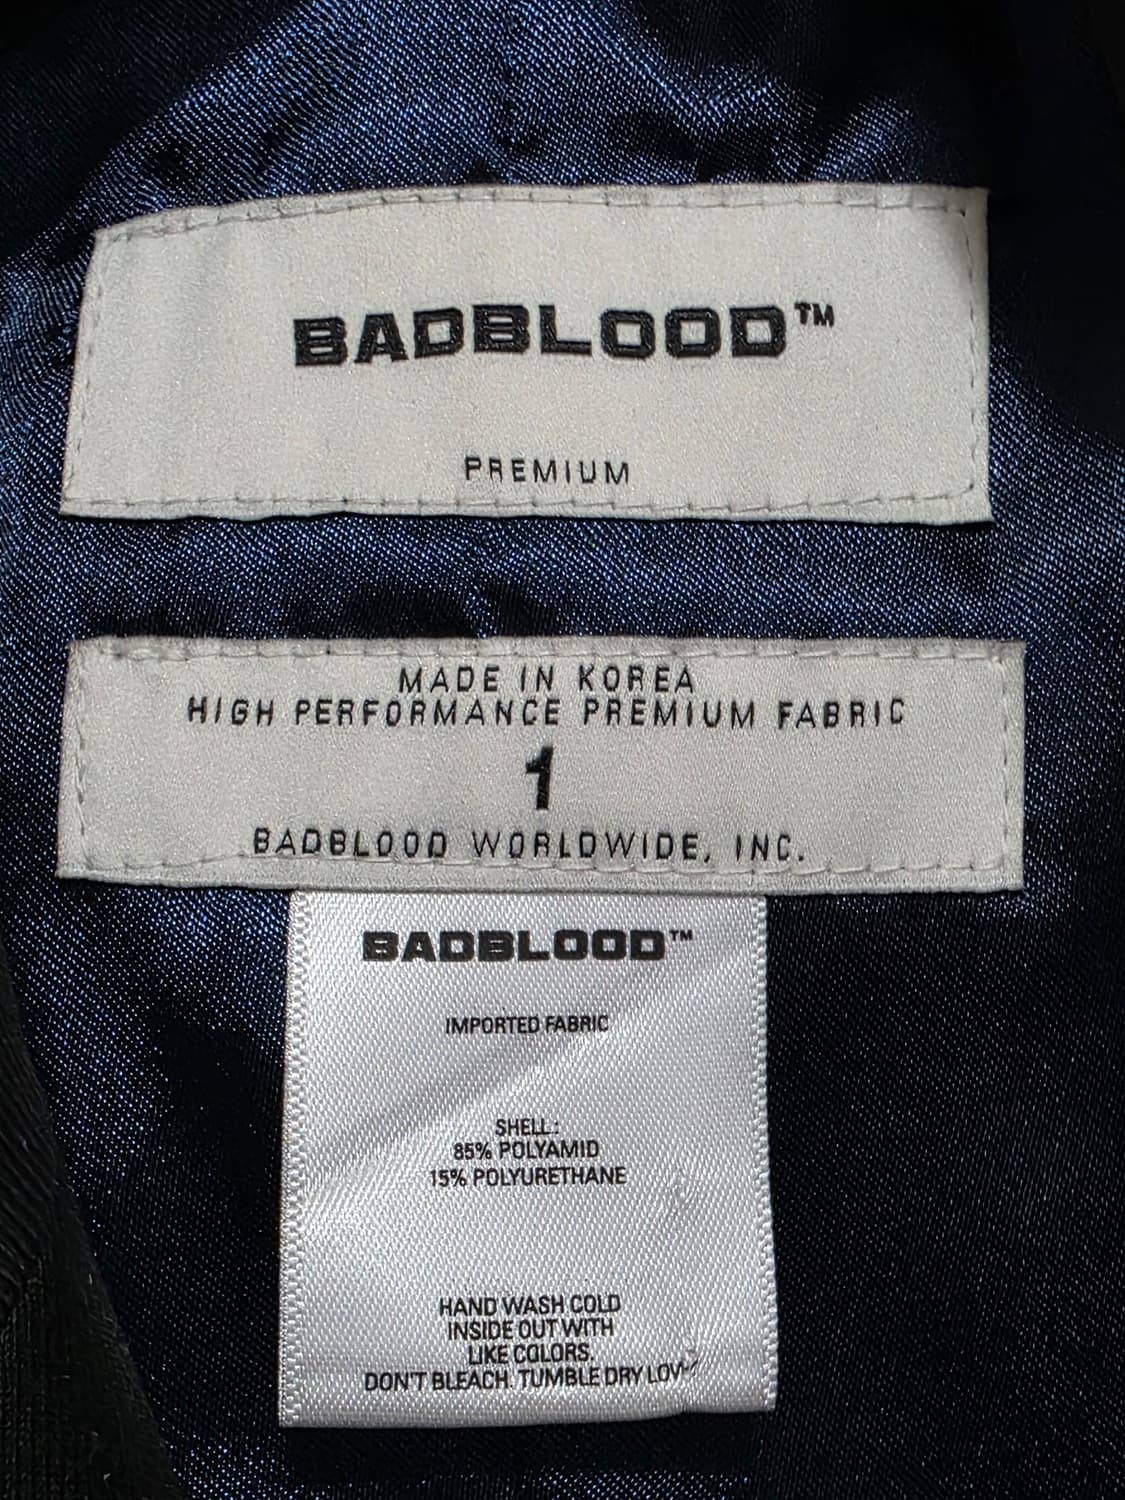 BADBLOOD™
PREMIUM
MADE IN KOREA
HIGH PERFORMANCE PREMIUM FABRIC
1
BADBLOOD WORLDWIDE, INC.
BADBLOOD™
IMPORTED FABRIC
SHELL:
85% POLYAMID
15% POLYURETHANE
HAND WASH COLD
INSIDE OUT WITH
LIKE COLORS.
DON'T BLEACH. TUMBLE DRY LOW